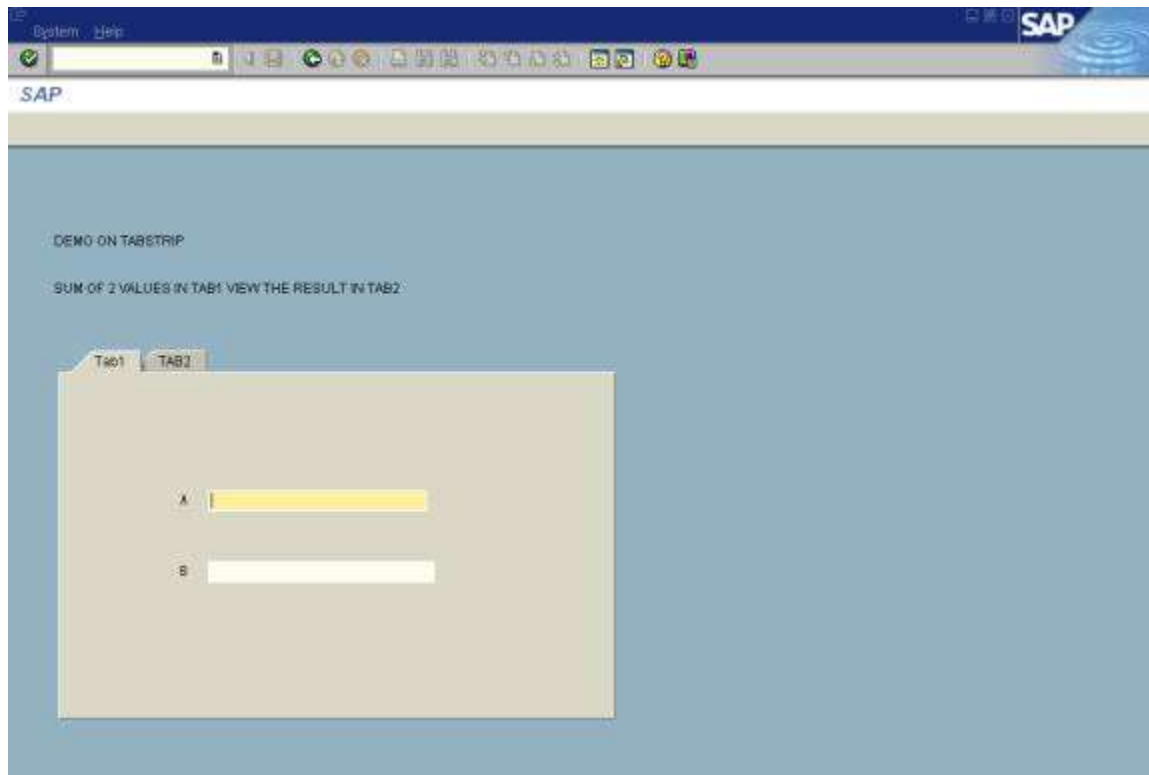 System Help
SAP
SAP
DEMO ON TABSTRIP
SUM OF 2 VALUES IN TAB1 VIEW THE RESULT IN TAB2
Tab1 TAB2
A
B